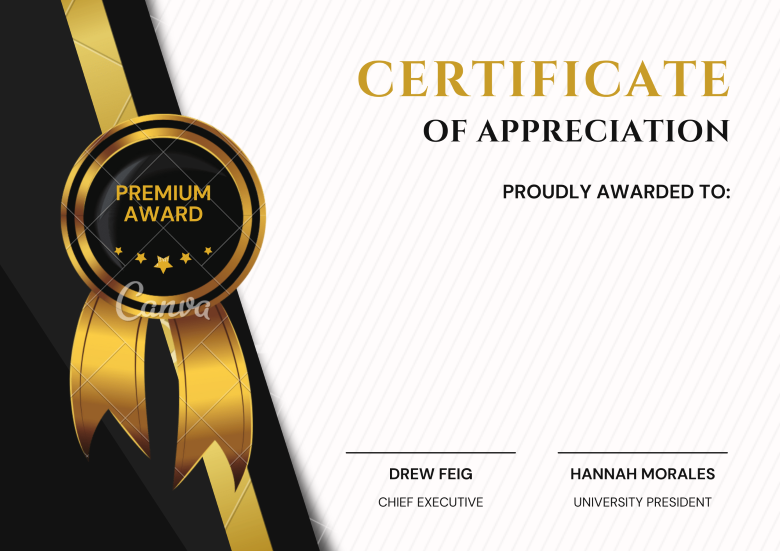 CERTIFICATE
OF APPRECIATION
PROUDLY AWARDED TO:
PREMIUM
AWARD
Canva
DREW FEIG
CHIEF EXECUTIVE
HANNAH MORALES
UNIVERSITY PRESIDENT